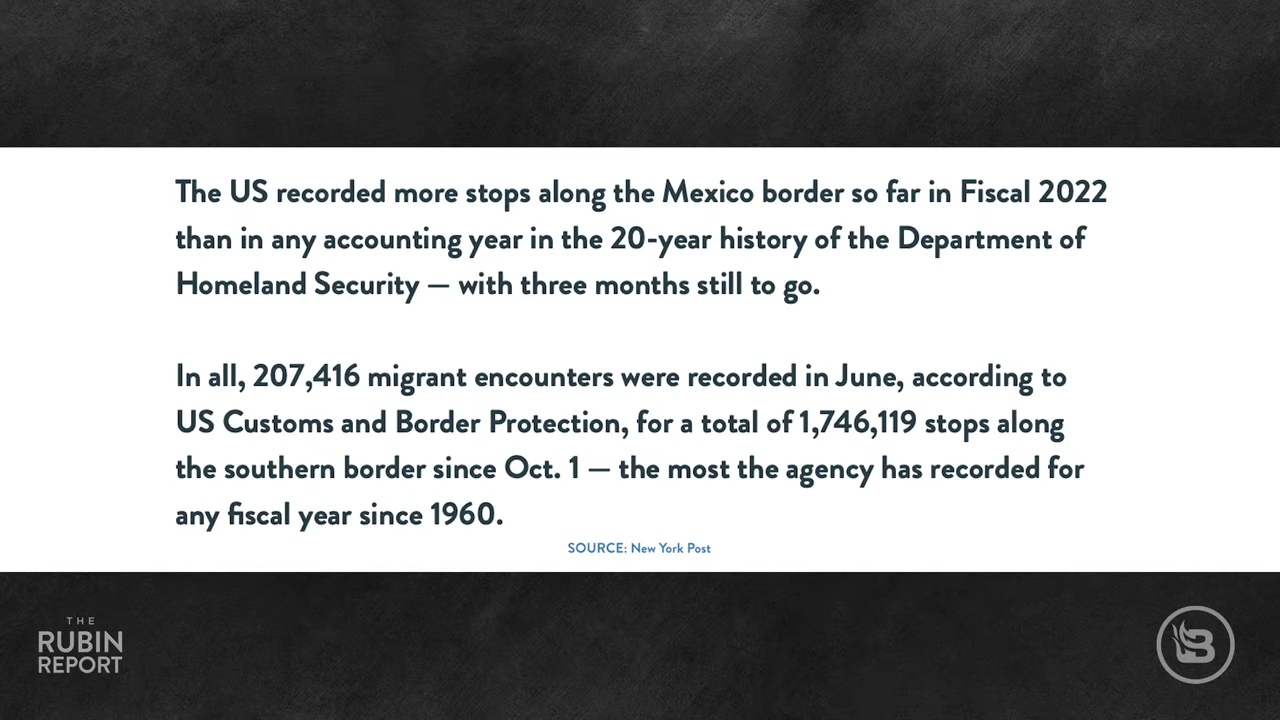 The US recorded more stops along the Mexico border so far in Fiscal 2022
than in any accounting year in the 20-year history of the Department of
Homeland Security — with three months still to go.
In all, 207,416 migrant encounters were recorded in June, according to
US Customs and Border Protection, for a total of 1,746,119 stops along
the southern border since Oct. 1 — the most the agency has recorded for
any fiscal year since 1960.
SOURCE: New York Post
THE
RUBIN
REPORT
B